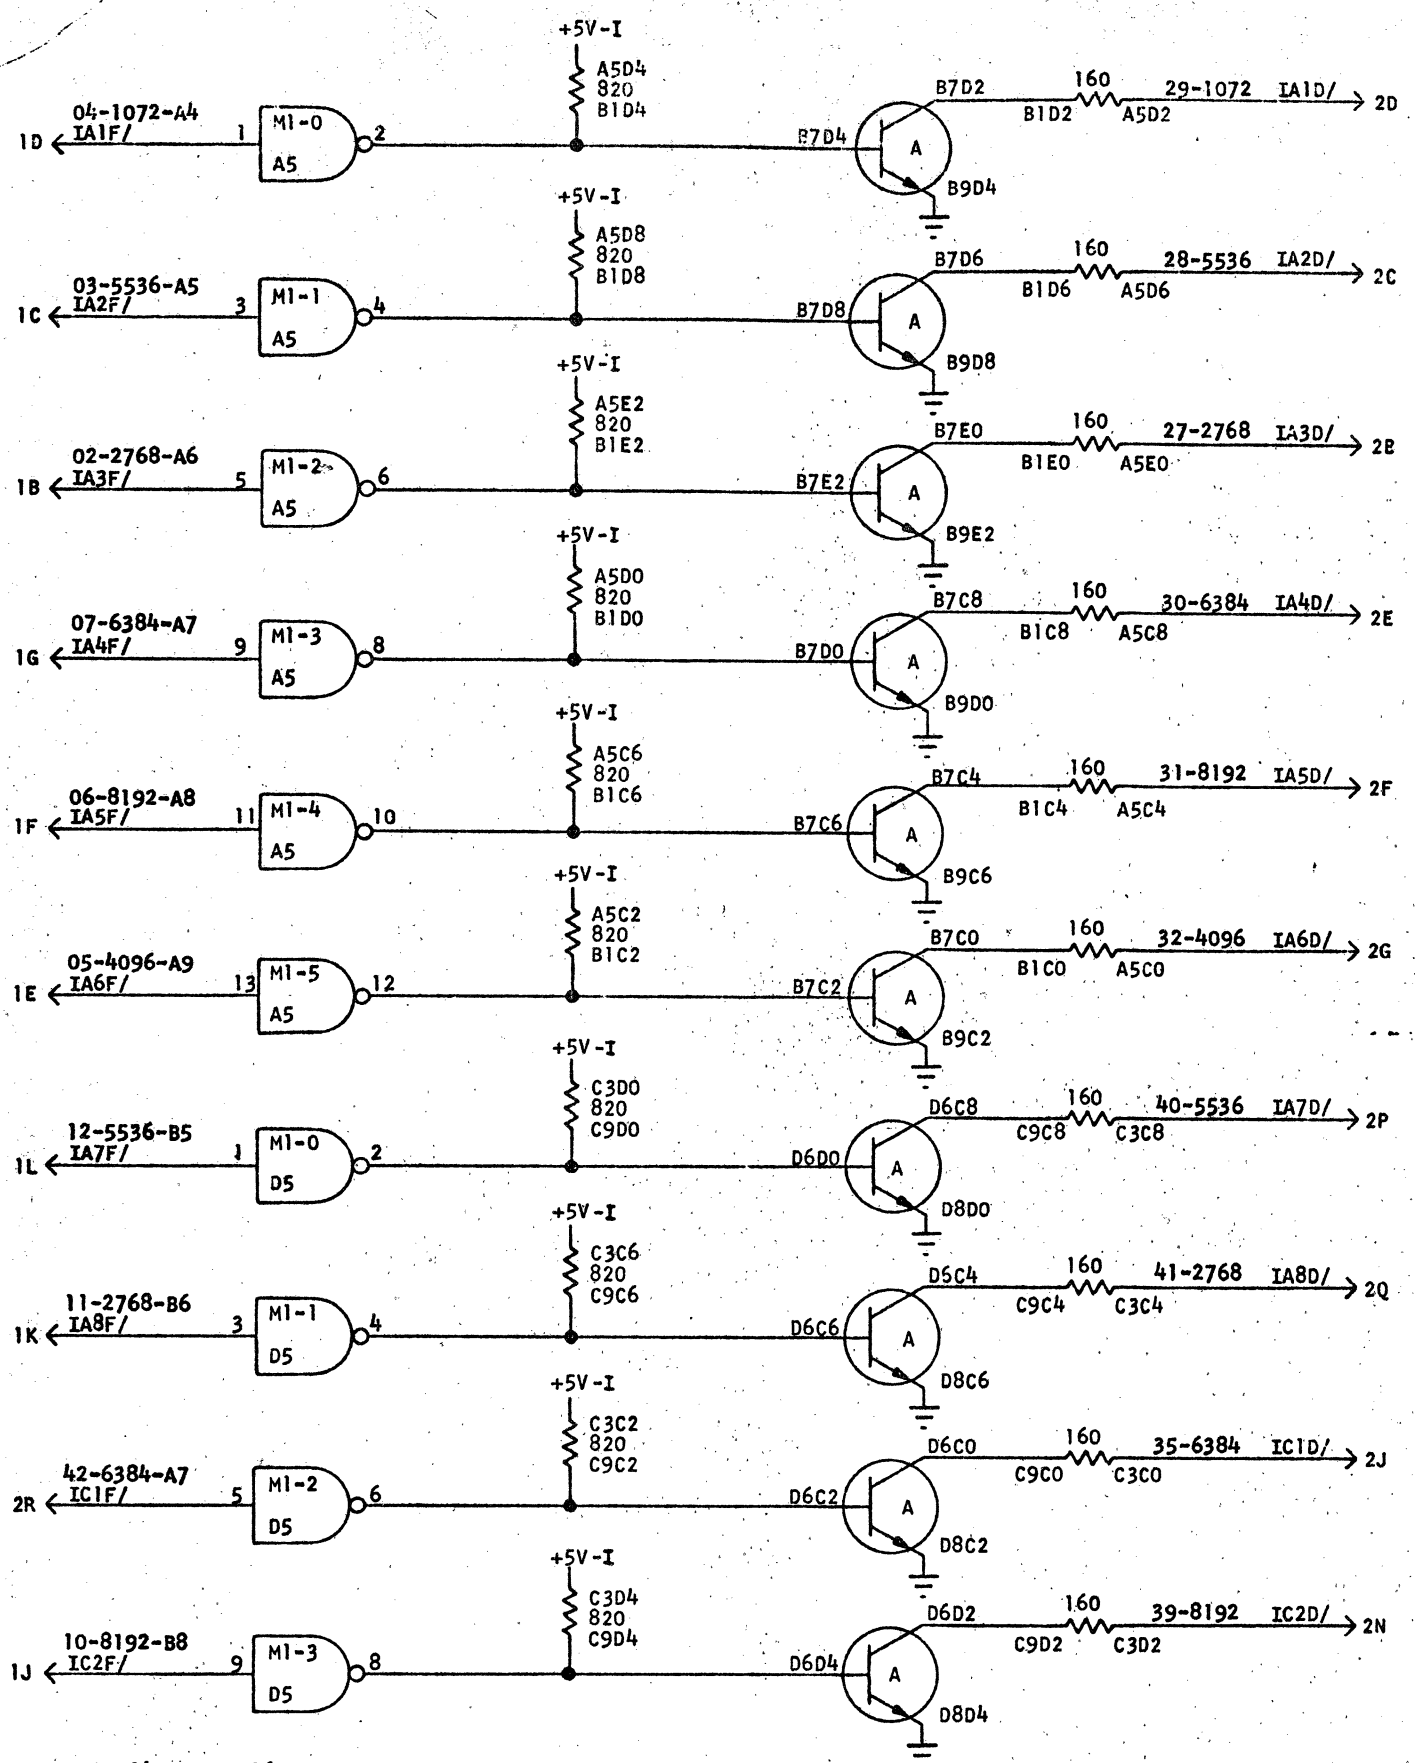 +5V-I
A5D4
820
B1D4
04-1072-A4
1D IA1F/ 1 M1-0 2
A5
B7D4 A B7D2 160 29-1072 IA1D/ 2D
B1D2 A5D2
B9D4
+5V-I
A5D8
820
B1D8
03-5536-A5
1C IA2F/ 3 M1-1 4
A5
B7D8 A B7D6 160 28-5536 IA2D/ 2C
B1D6 A5D6
B9D8
+5V-I
A5E2
820
B1E2
02-2768-A6
1B IA3F/ 5 M1-2 6
A5
B7E2 A B7E0 160 27-2768 IA3D/ 2B
B1E0 A5E0
B9E2
+5V-I
A5D0
820
B1D0
07-6384-A7
1G IA4F/ 9 M1-3 8
A5
B7D0 A B7C8 160 30-6384 IA4D/ 2E
B1C8 A5C8
B9D0
+5V-I
A5C6
820
B1C6
06-8192-A8
1F IA5F/ 11 M1-4 10
A5
B7C6 A B7C4 160 31-8192 IA5D/ 2F
B1C4 A5C4
B9C6
+5V-I
A5C2
820
B1C2
05-4096-A9
1E IA6F/ 13 M1-5 12
A5
B7C2 A B7C0 160 32-4096 IA6D/ 2G
B1C0 A5C0
B9C2
+5V-I
C3D0
820
C9D0
12-5536-B5
1L IA7F/ 1 M1-0 2
D5
D6D0 A D6C8 160 40-5536 IA7D/ 2P
C9C8 C3C8
D8D0
+5V-I
C3C6
820
C9C6
11-2768-B6
1K IA8F/ 3 M1-1 4
D5
D6C6 A D5C4 160 41-2768 IA8D/ 2Q
C9C4 C3C4
D8C6
+5V-I
C3C2
820
C9C2
42-6384-A7
2R IC1F/ 5 M1-2 6
D5
D6C2 A D6C0 160 35-6384 IC1D/ 2J
C9C0 C3C0
D8C2
+5V-I
C3D4
820
C9D4
10-8192-B8
1J IC2F/ 9 M1-3 8
D5
D6D4 A D6D2 160 39-8192 IC2D/ 2N
C9D2 C3D2
D8D4